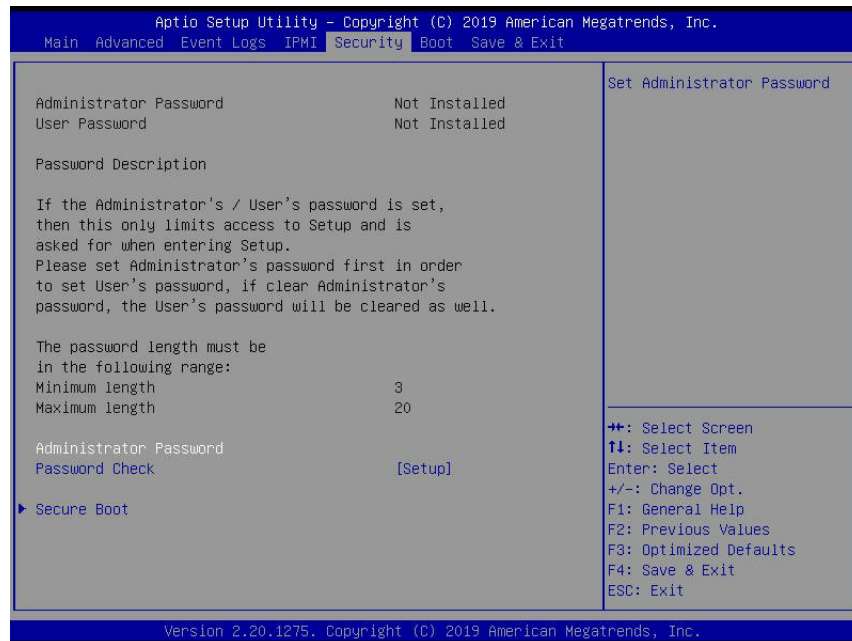 Aptio Setup Utility – Copyright (C) 2019 American Megatrends, Inc.
Main Advanced Event Logs IPMI Security Boot Save & Exit
Administrator Password Not Installed
User Password Not Installed
Password Description
If the Administrator's / User's password is set,
then this only limits access to Setup and is
asked for when entering Setup.
Please set Administrator's password first in order
to set User's password, if clear Administrator's
password, the User's password will be cleared as well.
The password length must be
in the following range:
Minimum length 3
Maximum length 20
Administrator Password
Password Check [Setup]
▶ Secure Boot
Set Administrator Password
→←: Select Screen
↑↓: Select Item
Enter: Select
+/-: Change Opt.
F1: General Help
F2: Previous Values
F3: Optimized Defaults
F4: Save & Exit
ESC: Exit
Version 2.20.1275. Copyright (C) 2019 American Megatrends, Inc.